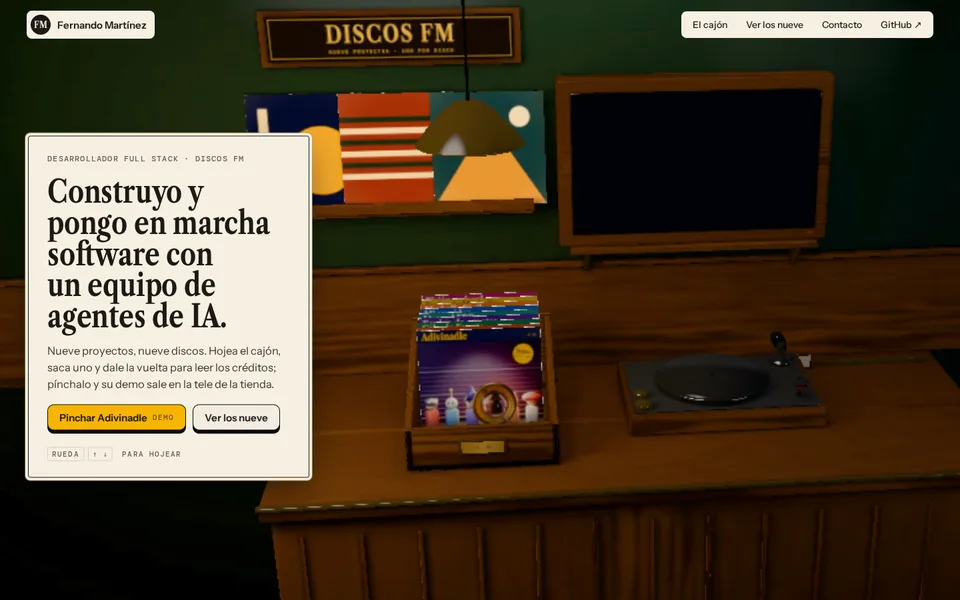 FM Fernando Martínez
El cajón Ver los nueve Contacto GitHub ↗
DISCOS FM
NUEVE PROYECTOS · UNO POR DISCO
DESARROLLADOR FULL STACK · DISCOS FM
Construyo y
pongo en marcha
software con
un equipo de
agentes de IA.
Nueve proyectos, nueve discos. Hojea el cajón,
saca uno y dale la vuelta para leer los créditos;
pínchalo y su demo sale en la tele de la tienda.
Pinchar Adivinadle DEMO Ver los nueve
RUEDA ↑ ↓ PARA HOJEAR
Adivinadle